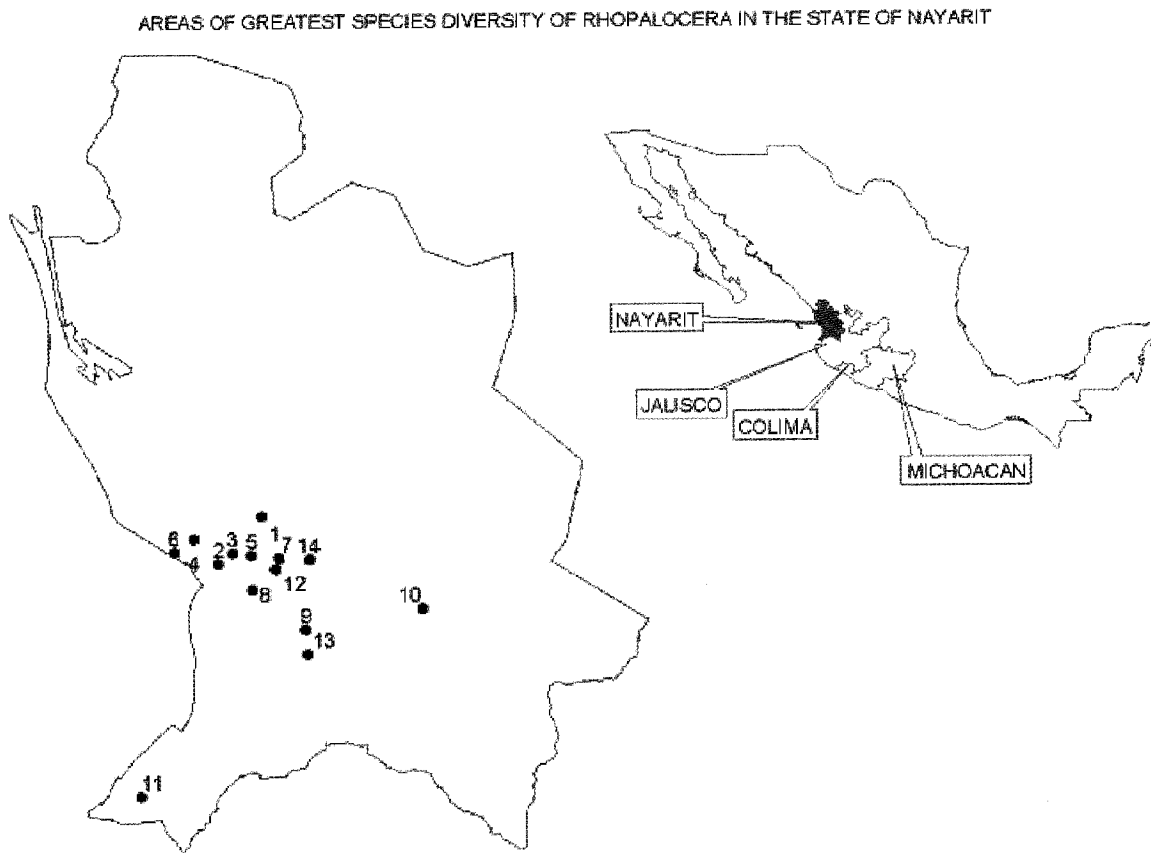 AREAS OF GREATEST SPECIES DIVERSITY OF RHOPALOCERA IN THE STATE OF NAYARIT
NAYARIT
JALISCO
COLIMA
MICHOACAN
6
4
2
3
5
1
7
14
12
8
10
9
13
11